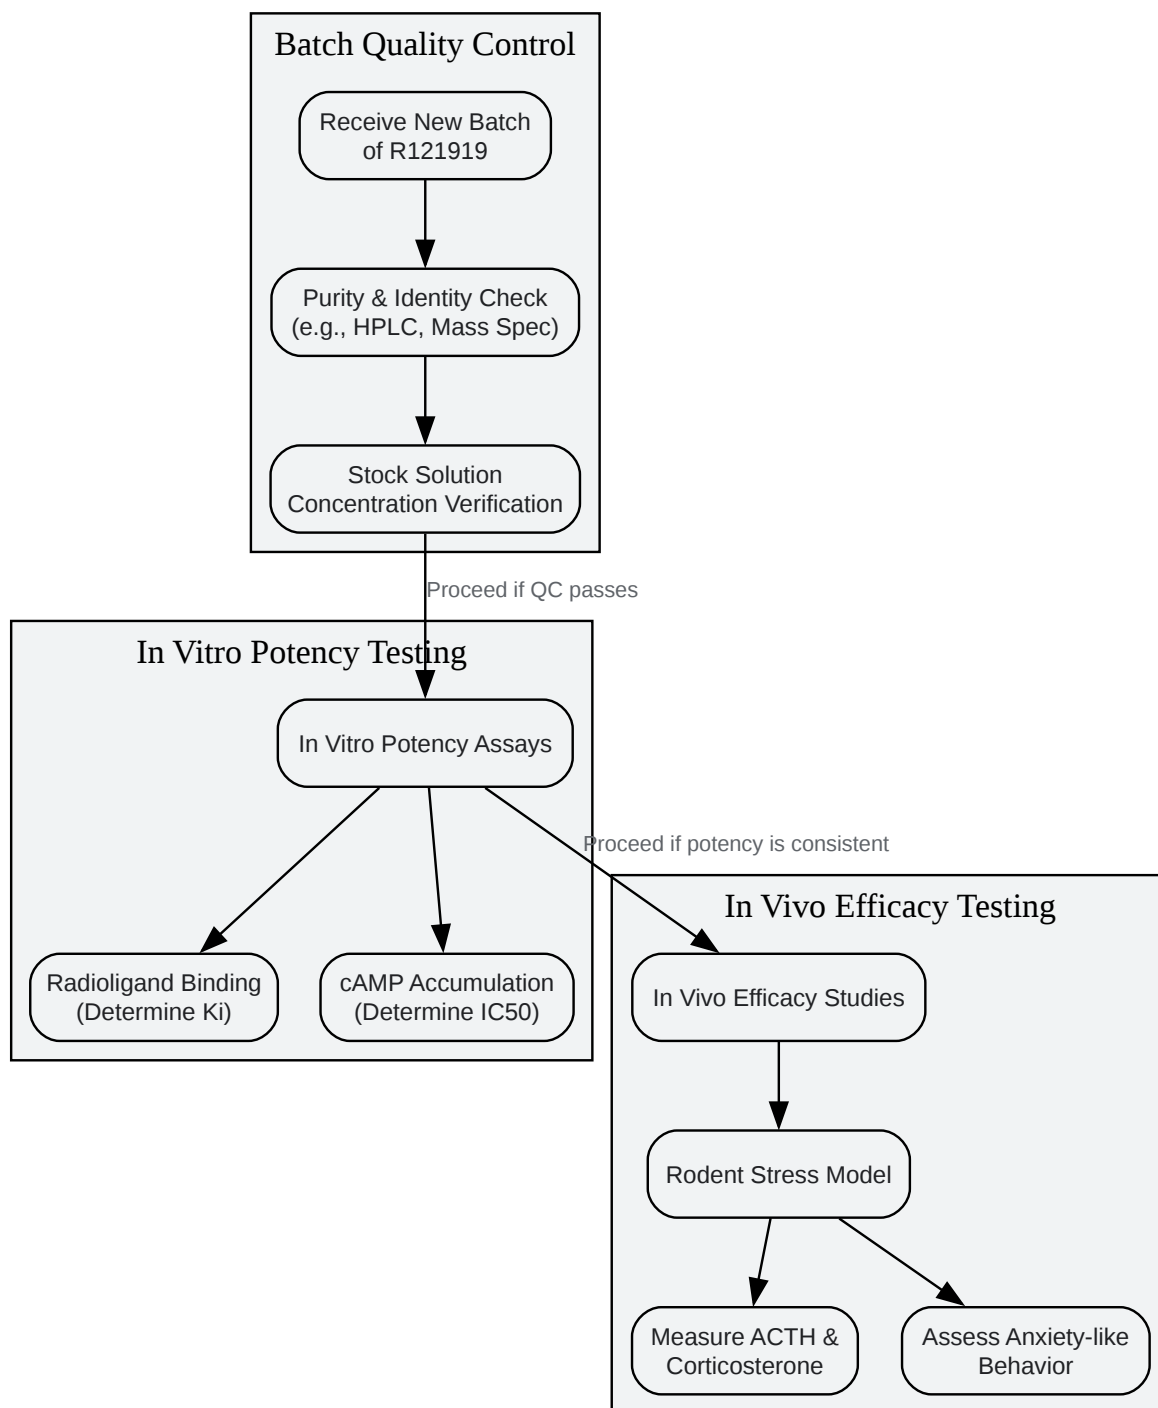 Batch Quality Control
Receive New Batch
of R121919
Purity & Identity Check
(e.g., HPLC, Mass Spec)
Stock Solution
Concentration Verification
Proceed if QC passes
In Vitro Potency Testing
In Vitro Potency Assays
Proceed if potency is consistent
In Vivo Efficacy Testing
Radioligand Binding
(Determine Ki)
cAMP Accumulation
(Determine IC50)
In Vivo Efficacy Studies
Rodent Stress Model
Measure ACTH &
Corticosterone
Assess Anxiety-like
Behavior